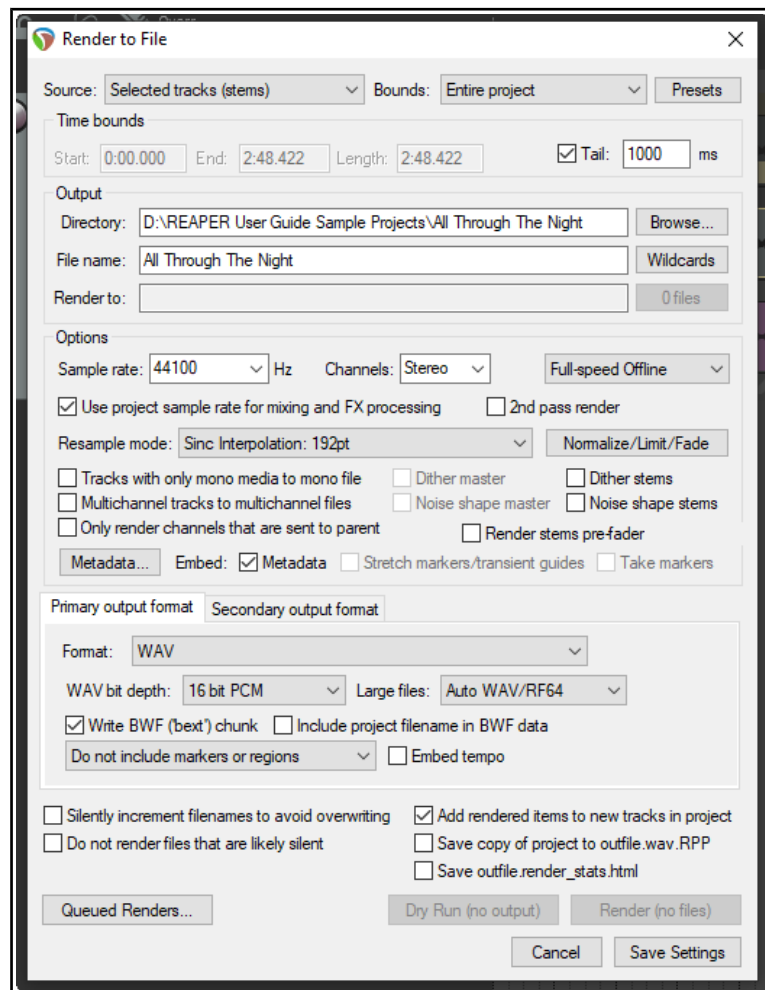 Render to File
Source: Selected tracks (stems) Bounds: Entire project Presets
Time bounds
Start: 0:00.000 End: 2:48.422 Length: 2:48.422 Tail: 1000 ms
Output
Directory: D:\REAPER User Guide Sample Projects\All Through The Night Browse...
File name: All Through The Night Wildcards
Render to: 0 files
Options
Sample rate: 44100 Hz Channels: Stereo Full-speed Offline
Use project sample rate for mixing and FX processing 2nd pass render
Resample mode: Sinc Interpolation: 192pt Normalize/Limit/Fade
Tracks with only mono media to mono file Dither master Dither stems
Multichannel tracks to multichannel files Noise shape master Noise shape stems
Only render channels that are sent to parent Render stems pre-fader
Metadata... Embed: Metadata Stretch markers/transient guides Take markers
Primary output format Secondary output format
Format: WAV
WAV bit depth: 16 bit PCM Large files: Auto WAV/RF64
Write BWF ('bext') chunk Include project filename in BWF data
Do not include markers or regions Embed tempo
Silently increment filenames to avoid overwriting Add rendered items to new tracks in project
Do not render files that are likely silent Save copy of project to outfile.wav.RPP
Save outfile.render_stats.html
Queued Renders... Dry Run (no output) Render (no files)
Cancel Save Settings